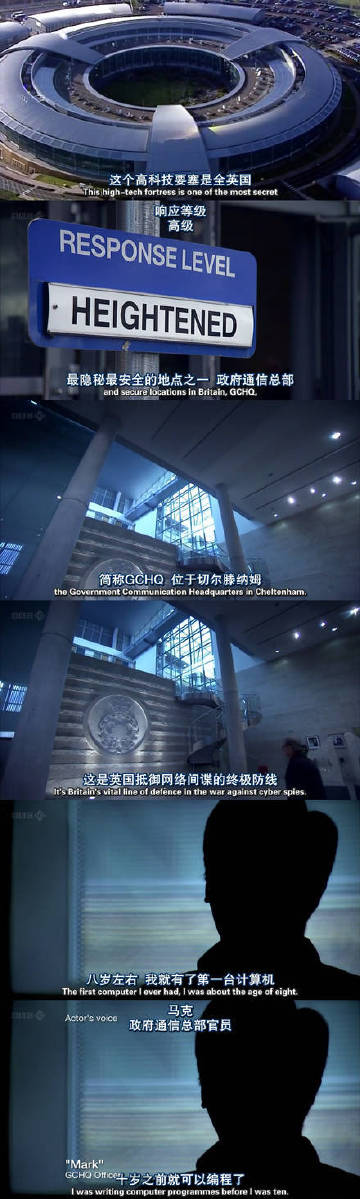 这个高科技要塞是全英国
This high-tech fortress is one of the most secret
响应等级
高级
RESPONSE LEVEL
HEIGHTENED
最隐秘最安全的地点之一 政府通信总部
and secure locations in Britain, GCHQ,
简称GCHQ 位于切尔滕纳姆
the Government Communication Headquarters in Cheltenham.
这是英国抵御网络间谍的终极防线
It's Britain's vital line of defence in the war against cyber spies.
八岁左右 我就有了第一台计算机
The first computer I ever had, I was about the age of eight.
Actor's voice
马克
政府通信总部官员
"Mark"
GCHQ Officer
十岁之前就可以编程了
I was writing computer programmes before I was ten.